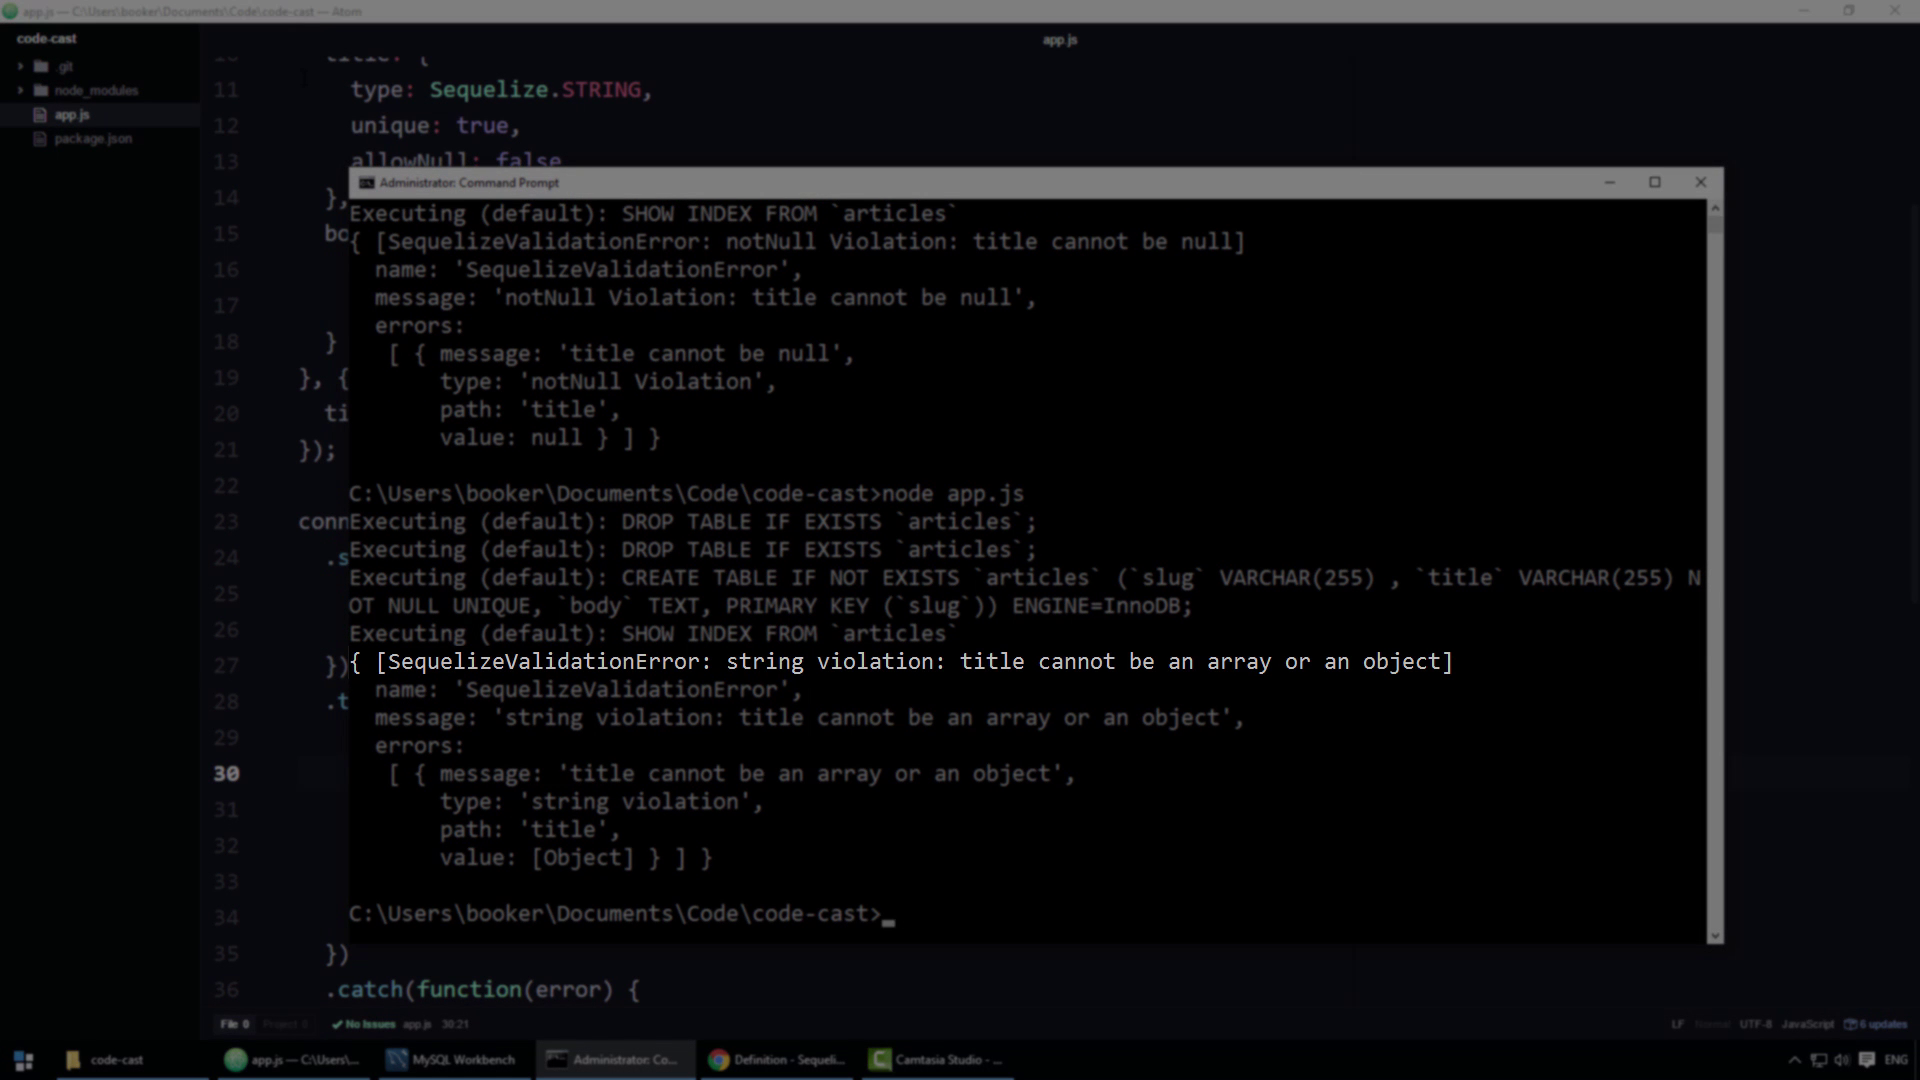 app.js — C:\Users\booker\Documents\Code\code-cast — Atom
code-cast
app.js
.git
node_modules
app.js
package.json
11 type: Sequelize.STRING,
12 unique: true,
13 allowNull: false
14 },
15 bo
16
17
18 }
19 }, {
20 ti
21 });
22
23 conn
24 .s
25
26
27 })
28 .t
29
30
31
32
33
34
35 })
36 .catch(function(error) {
Administrator: Command Prompt
Executing (default): SHOW INDEX FROM `articles`
{ [SequelizeValidationError: notNull Violation: title cannot be null]
name: 'SequelizeValidationError',
message: 'notNull Violation: title cannot be null',
errors:
[ { message: 'title cannot be null',
type: 'notNull Violation',
path: 'title',
value: null } ] }
C:\Users\booker\Documents\Code\code-cast>node app.js
Executing (default): DROP TABLE IF EXISTS `articles`;
Executing (default): DROP TABLE IF EXISTS `articles`;
Executing (default): CREATE TABLE IF NOT EXISTS `articles` (`slug` VARCHAR(255) , `title` VARCHAR(255) N
OT NULL UNIQUE, `body` TEXT, PRIMARY KEY (`slug`)) ENGINE=InnoDB;
Executing (default): SHOW INDEX FROM `articles`
{ [SequelizeValidationError: string violation: title cannot be an array or an object]
name: 'SequelizeValidationError',
message: 'string violation: title cannot be an array or an object',
errors:
[ { message: 'title cannot be an array or an object',
type: 'string violation',
path: 'title',
value: [Object] } ] }
C:\Users\booker\Documents\Code\code-cast>
File 0 Project 0 No Issues app.js 30:21
LF Normal UTF-8 JavaScript 6 updates
code-cast
app.js — C:\Users\...
MySQL Workbench
Administrator: Co...
Definition - Sequeli...
Camtasia Studio - ...
ENG